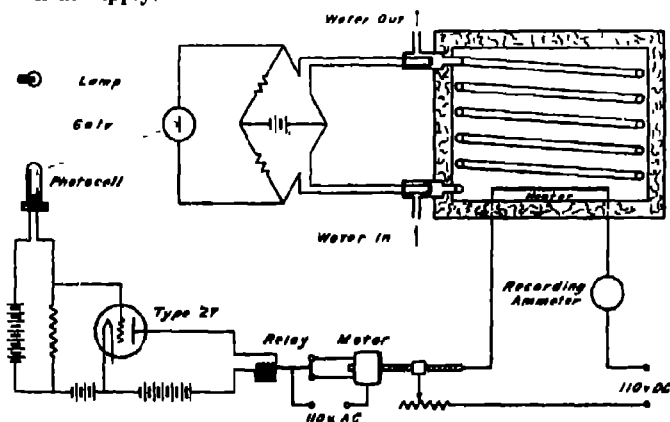 Water Out
Lamp
Galv
Photocell
Heater
Water In
Recording
Ammeter
Type 27
Relay
Motor
110v DC
110v AC